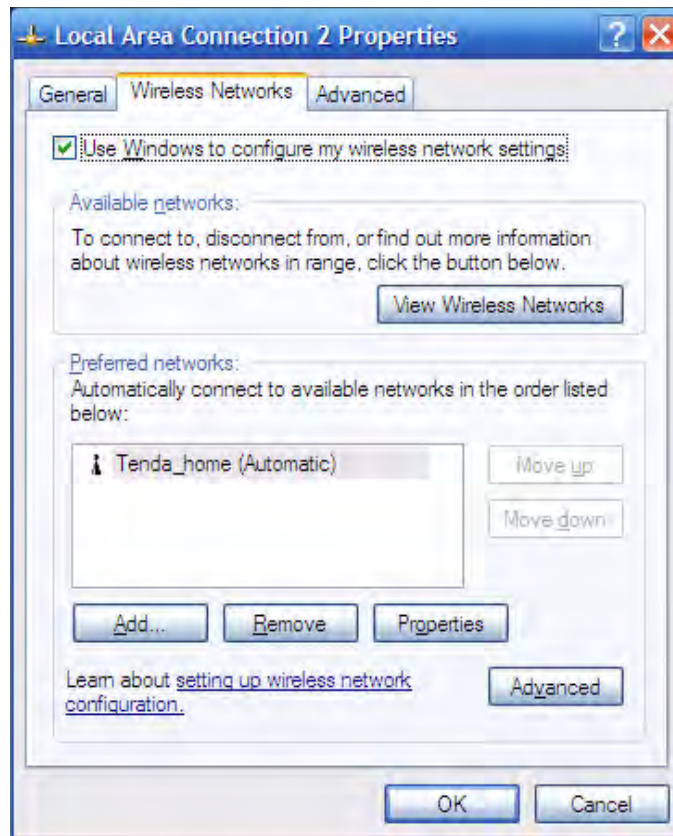 Local Area Connection 2 Properties
General Wireless Networks Advanced
Use Windows to configure my wireless network settings
Available networks:
To connect to, disconnect from, or find out more information
about wireless networks in range, click the button below.
View Wireless Networks
Preferred networks:
Automatically connect to available networks in the order listed
below:
Tenda_home (Automatic)
Move up
Move down
Add... Remove Properties
Learn about setting up wireless network
configuration.
Advanced
OK Cancel